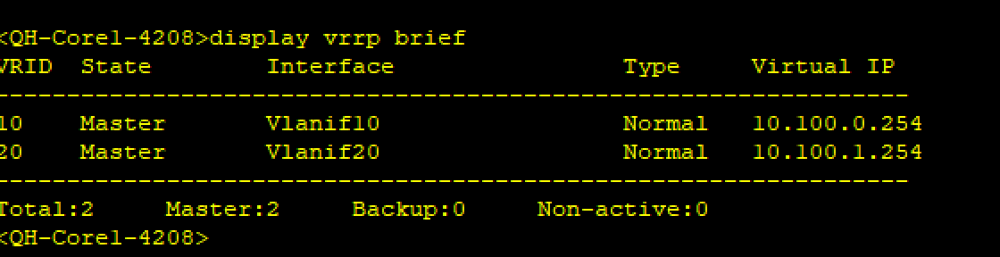 <QH-Core1-4208>display vrrp brief
VRID  State        Interface                Type     Virtual IP
----------------------------------------------------------------
10    Master       Vlanif10                 Normal   10.100.0.254
20    Master       Vlanif20                 Normal   10.100.1.254
----------------------------------------------------------------
Total:2     Master:2     Backup:0     Non-active:0
<QH-Core1-4208>